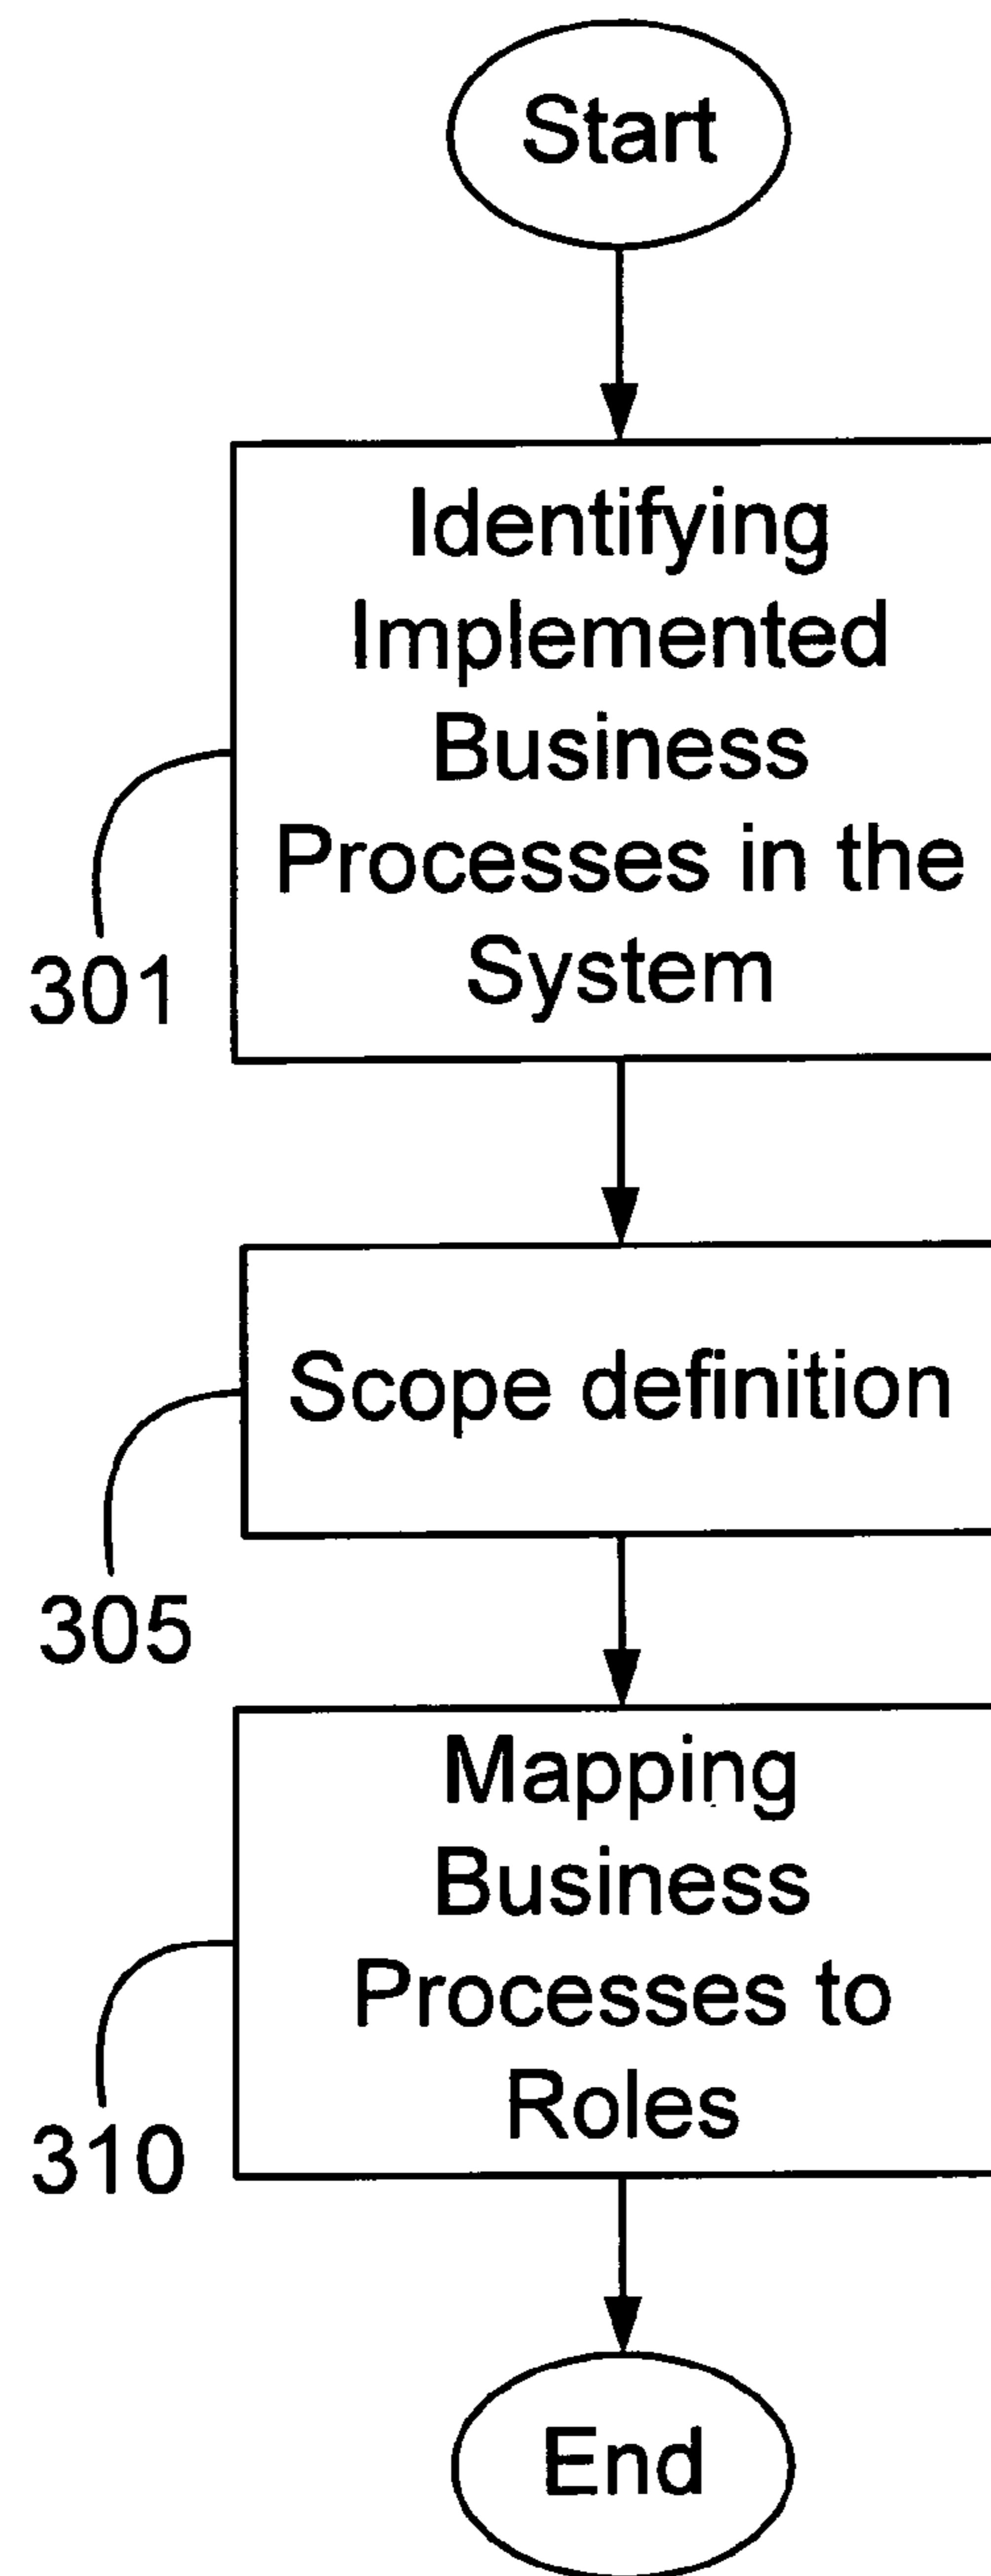 Start
Identifying
Implemented
Business
Processes in the
System
301
Scope definition
305
Mapping
Business
Processes to
Roles
310
End